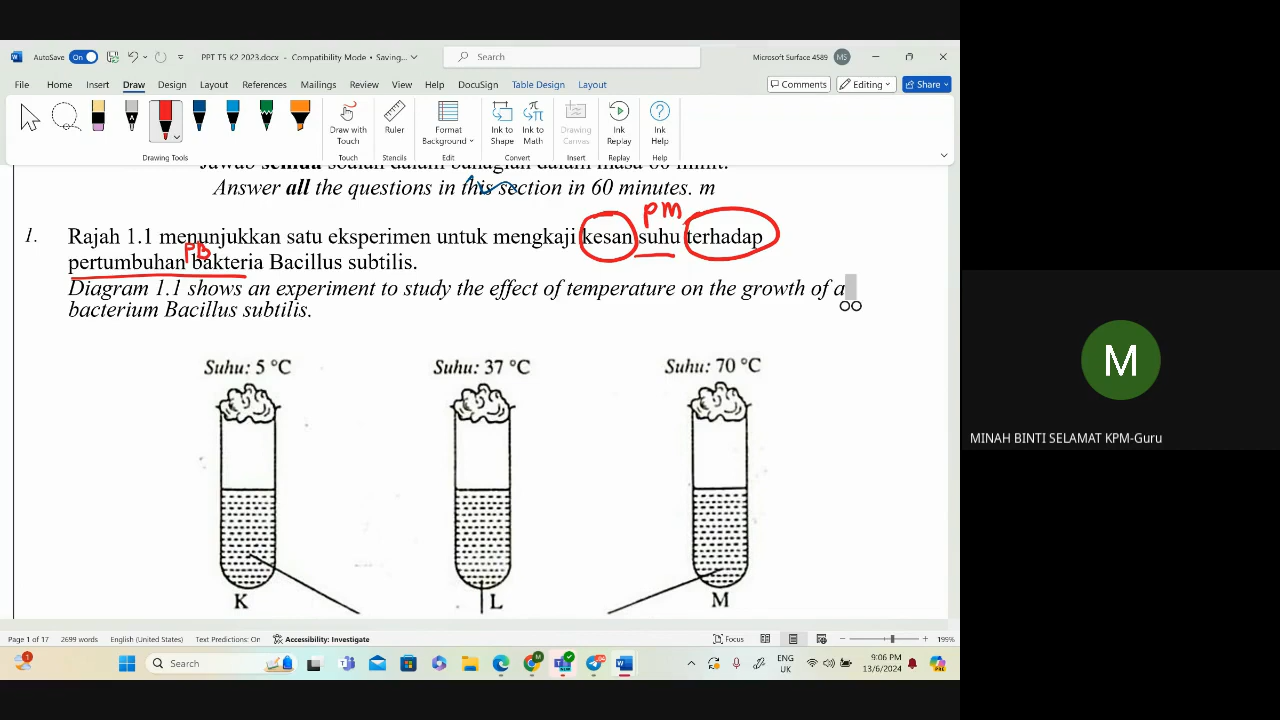 AutoSave On PPT T5 K2 2023.docx - Compatibility Mode • Saving... Search Microsoft Surface 4589 MS
File Home Insert Draw Design Layout References Mailings Review View Help DocuSign Table Design Layout Comments Editing Share
Draw with Touch Ruler Format Background Ink to Shape Ink to Math Drawing Canvas Ink Replay Ink Help
Drawing Tools Touch Stencils Edit Convert Insert Replay Help
Answer all the questions in this section in 60 minutes. m
pm
1. Rajah 1.1 menunjukkan satu eksperimen untuk mengkaji kesan suhu terhadap
PB
pertumbuhan bakteria Bacillus subtilis.
Diagram 1.1 shows an experiment to study the effect of temperature on the growth of a
bacterium Bacillus subtilis.
Suhu: 5 °C Suhu: 37 °C Suhu: 70 °C
K L M
M
MINAH BINTI SELAMAT KPM-Guru
Page 1 of 17 2699 words English (United States) Text Predictions: On Accessibility: Investigate Focus 199%
Search ENG UK 9:06 PM 13/6/2024